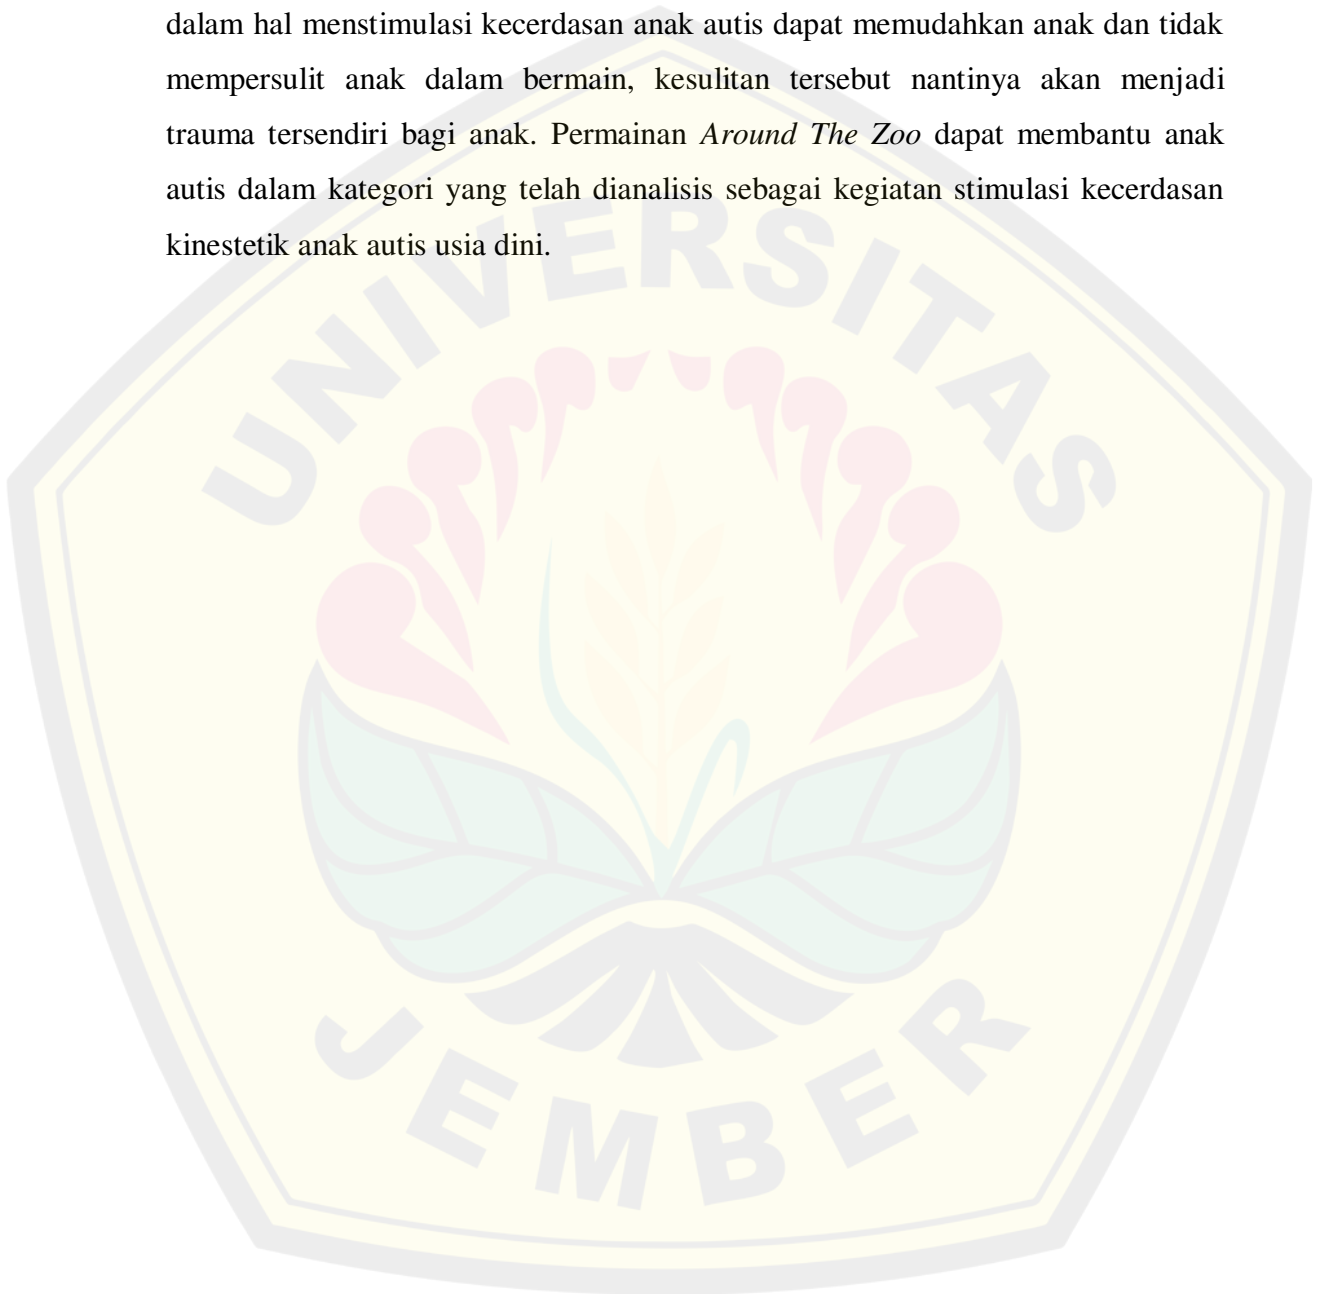 dalam hal menstimulasi kecerdasan anak autis dapat memudahkan anak dan tidak
mempersulit anak dalam bermain, kesulitan tersebut nantinya akan menjadi
trauma tersendiri bagi anak. Permainan Around The Zoo dapat membantu anak
autis dalam kategori yang telah dianalisis sebagai kegiatan stimulasi kecerdasan
kinestetik anak autis usia dini.
UNIVERSITAS
JEMBER